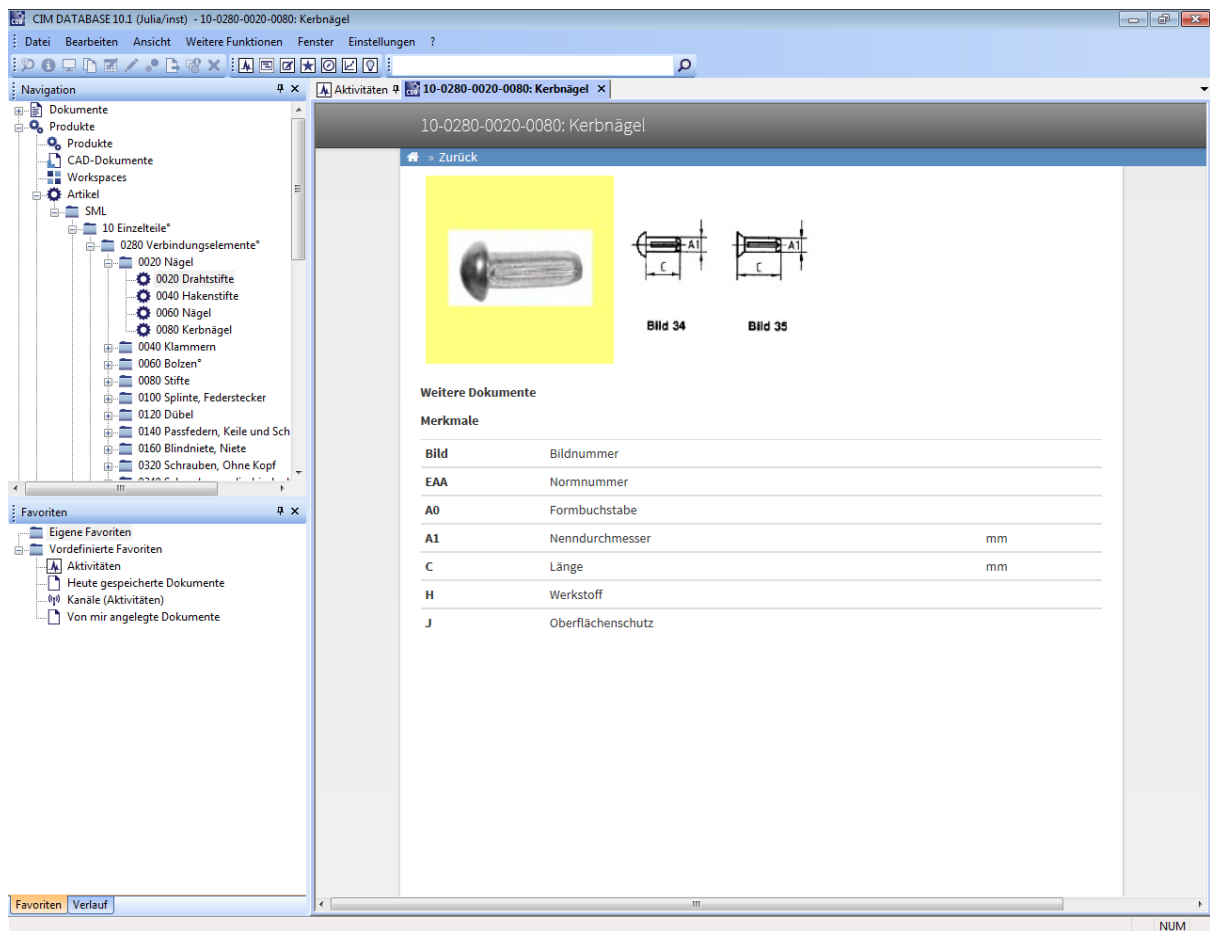 CIM DATABASE 10.1 (Julia/inst) - 10-0280-0020-0080: Kerbnägel
Datei Bearbeiten Ansicht Weitere Funktionen Fenster Einstellungen ?
Navigation
Dokumente
Produkte
Produkte
CAD-Dokumente
Workspaces
Artikel
SML
10 Einzelteile*
0280 Verbindungselemente*
0020 Nägel
0020 Drahtstifte
0040 Hakenstifte
0060 Nägel
0080 Kerbnägel
0040 Klammern
0060 Bolzen*
0080 Stifte
0100 Splinte, Federstecker
0120 Dübel
0140 Passfedern, Keile und Sch
0160 Blindniete, Niete
0320 Schrauben, Ohne Kopf
Favoriten
Eigene Favoriten
Vordefinierte Favoriten
Aktivitäten
Heute gespeicherte Dokumente
Kanäle (Aktivitäten)
Von mir angelegte Dokumente
Favoriten Verlauf
Aktivitäten 10-0280-0020-0080: Kerbnägel
10-0280-0020-0080: Kerbnägel
» Zurück
A1 A1
C C
Bild 34 Bild 35
Weitere Dokumente
Merkmale
Bild Bildnummer
EAA Normnummer
A0 Formbuchstabe
A1 Nenndurchmesser mm
C Länge mm
H Werkstoff
J Oberflächenschutz
NUM